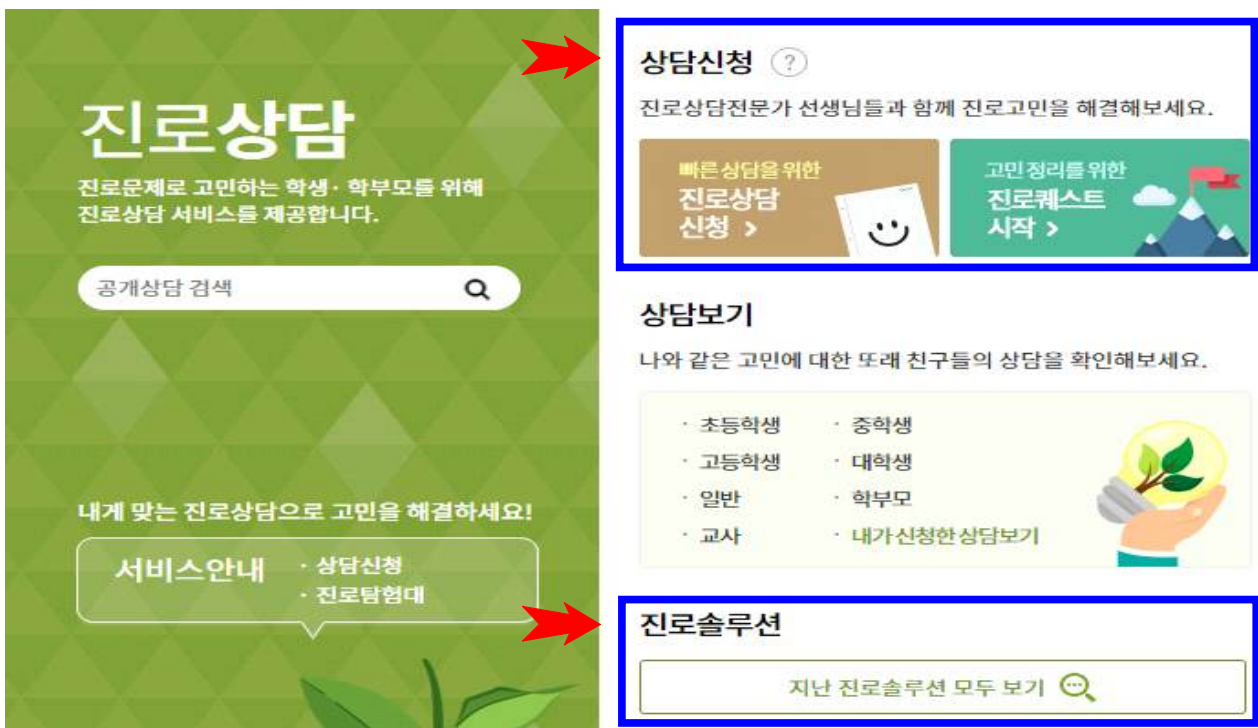 진로상담
진로문제로 고민하는 학생· 학부모를 위해
진로상담 서비스를 제공합니다.
공개상담 검색
내게 맞는 진로상담으로 고민을 해결하세요!
서비스안내
· 상담신청
· 진로탐험대
상담신청 ?
진로상담전문가 선생님들과 함께 진로고민을 해결해보세요.
빠른 상담을 위한
진로상담
신청 >
고민 정리를 위한
진로퀘스트
시작 >
상담보기
나와 같은 고민에 대한 또래 친구들의 상담을 확인해보세요.
· 초등학생 · 중학생
· 고등학생 · 대학생
· 일반 · 학부모
· 교사 · 내가 신청한 상담보기
진로솔루션
지난 진로솔루션 모두 보기